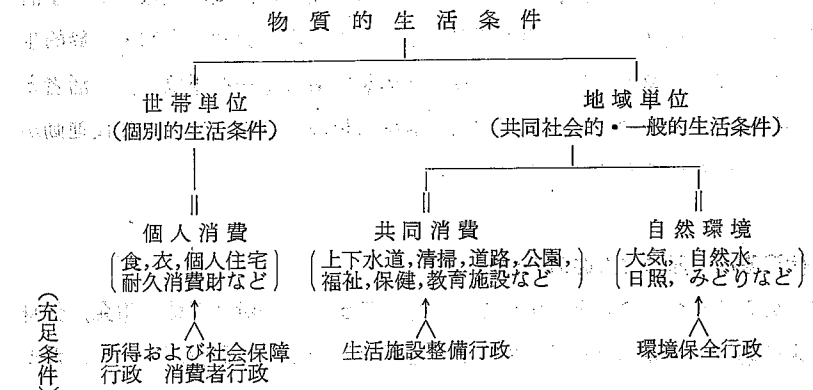 物質的生活条件
世帯単位
(個別的生活条件)
地域単位
(共同社会的・一般的生活条件)
個人消費
(食,衣,個人住宅
耐久消費財など)
共同消費
(上下水道,清掃,道路,公園,
福祉,保健,教育施設など)
自然環境
(大気,自然水
日照,みどりなど)
(充足条件)
所得および社会保障
行政 消費者行政
生活施設整備行政
環境保全行政